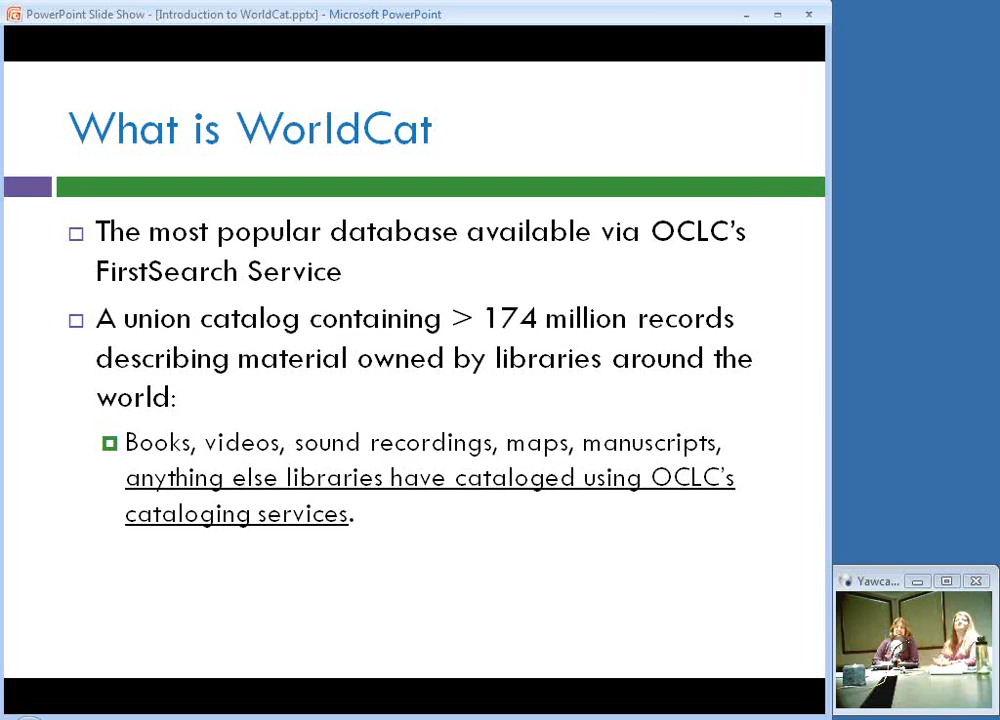 PowerPoint Slide Show - [Introduction to WorldCat.pptx] - Microsoft PowerPoint
What is WorldCat
The most popular database available via OCLC's
FirstSearch Service
A union catalog containing > 174 million records
describing material owned by libraries around the
world:
Books, videos, sound recordings, maps, manuscripts,
anything else libraries have cataloged using OCLC's
cataloging services.
Yawca...